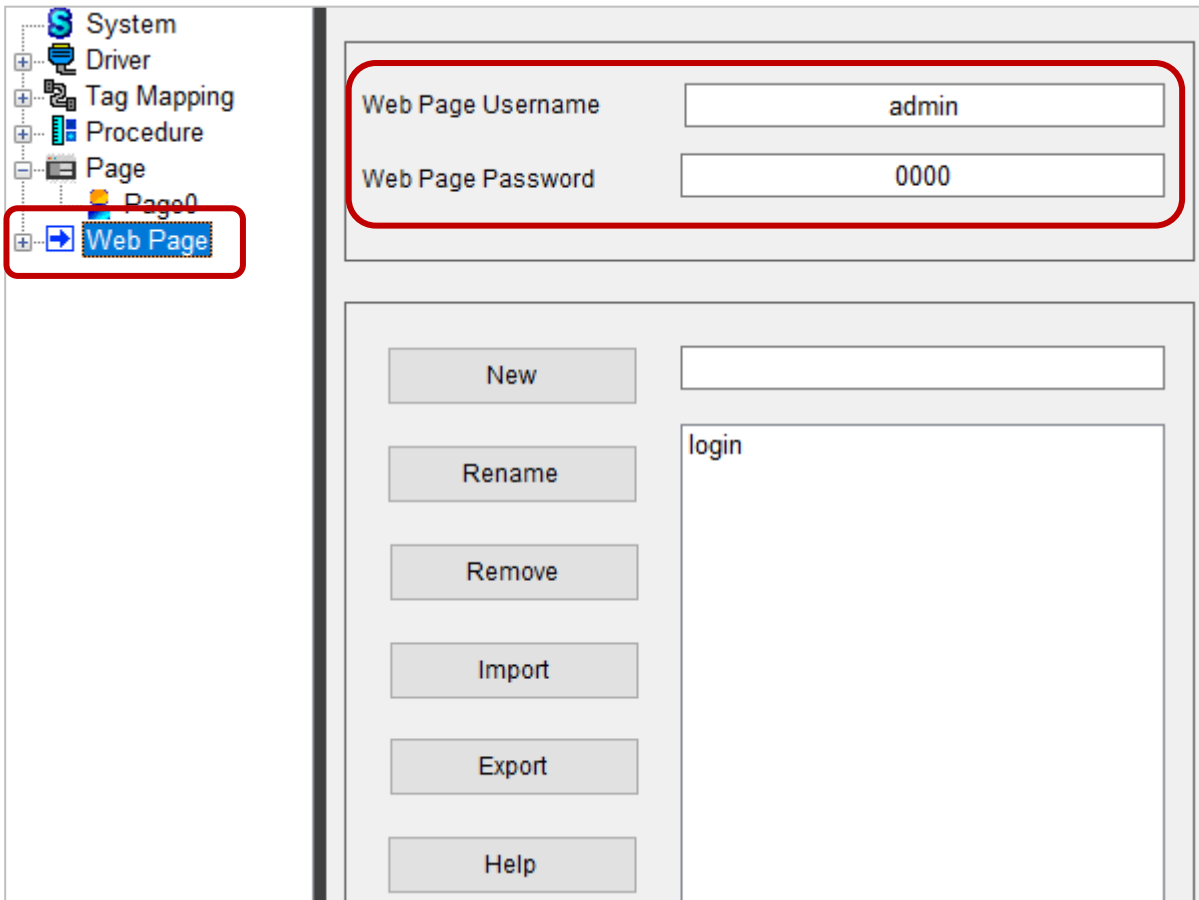 System
Driver
Tag Mapping
Procedure
Page
Page0
Web Page
Web Page Username
admin
Web Page Password
0000
New
Rename
login
Remove
Import
Export
Help